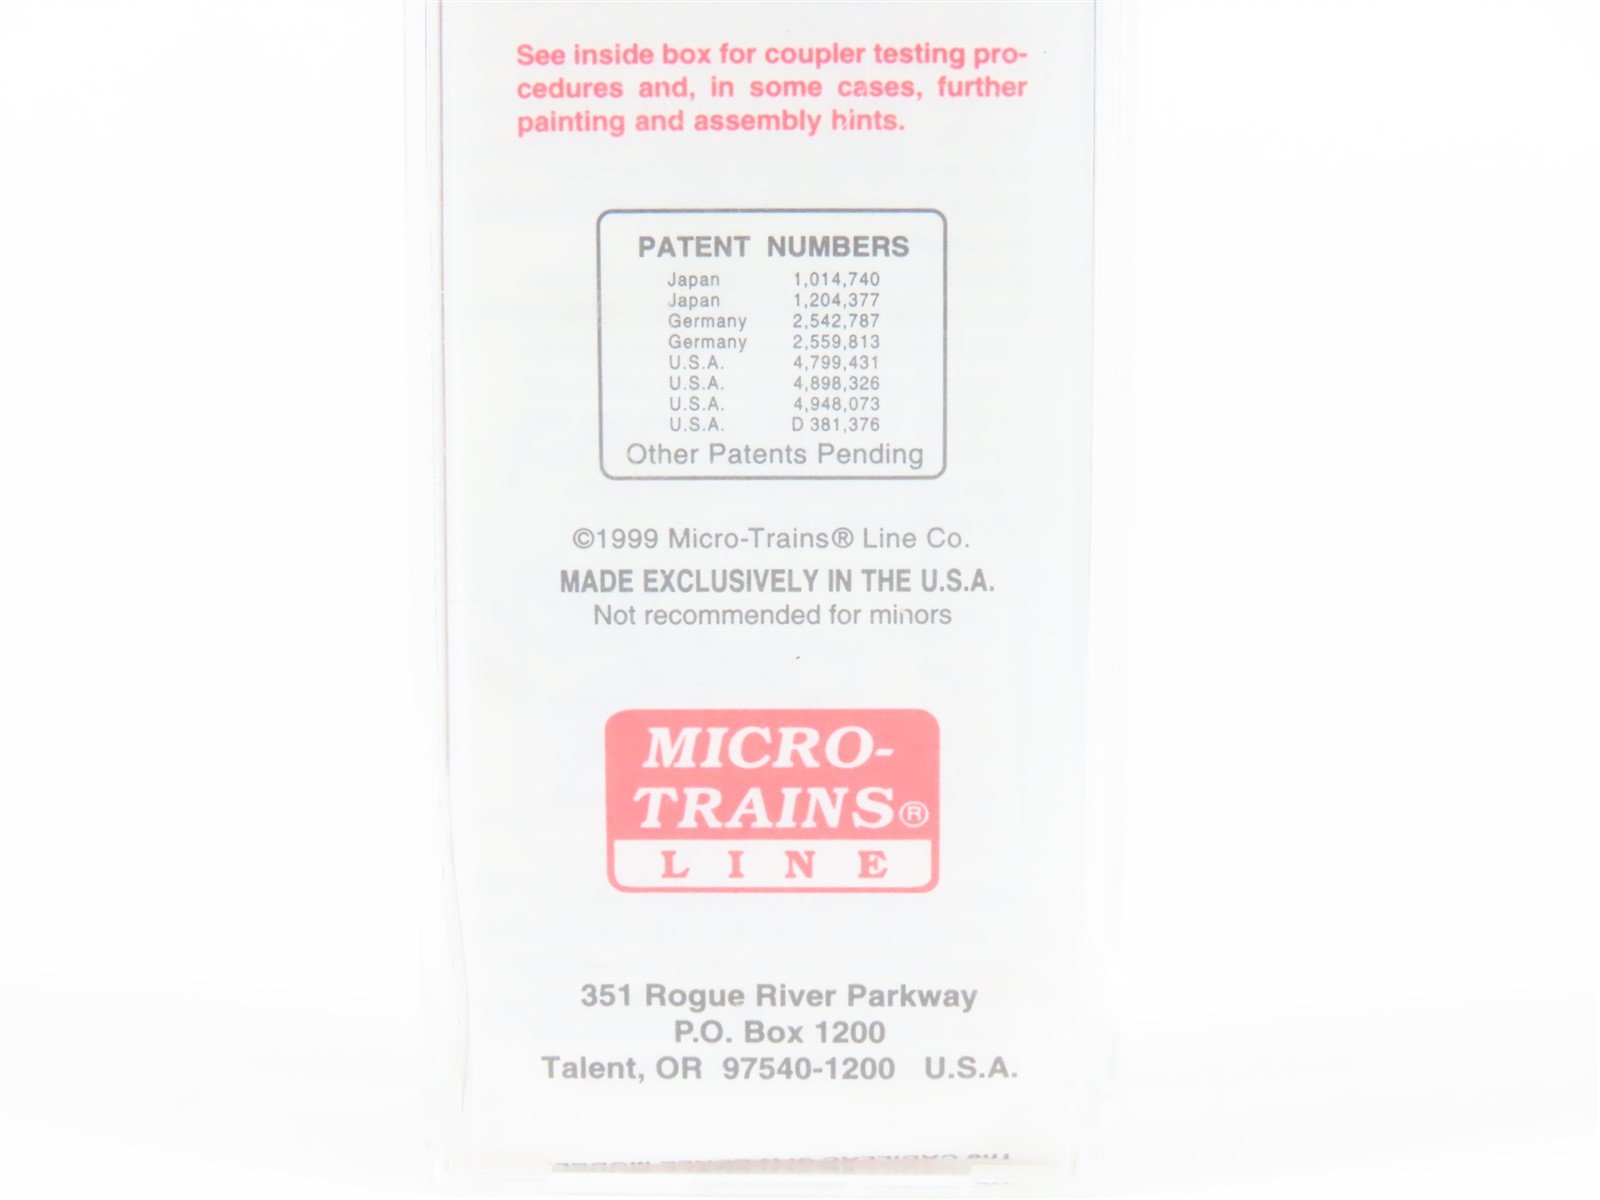 See inside box for coupler testing pro-
cedures and, in some cases, further
painting and assembly hints.
PATENT NUMBERS
Japan 1,014,740
Japan 1,204,377
Germany 2,542,787
Germany 2,559,813
U.S.A. 4,799,431
U.S.A. 4,898,326
U.S.A. 4,948,073
U.S.A. D 381,376
Other Patents Pending
©1999 Micro-Trains® Line Co.
MADE EXCLUSIVELY IN THE U.S.A.
Not recommended for minors
MICRO-
TRAINS®
LINE
351 Rogue River Parkway
P.O. Box 1200
Talent, OR 97540-1200 U.S.A.